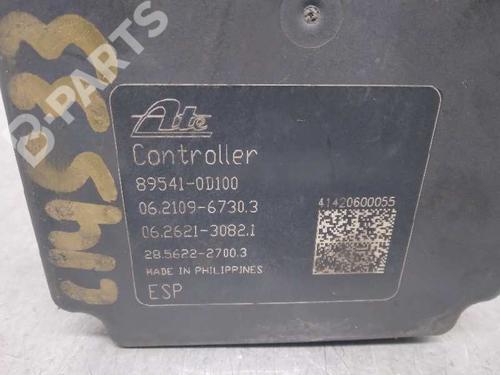 B-PARTS
Ate
Controller
89541-0D100
06.2109-6730.3
41420600055
06.2621-3082.1
28.5622-2700.3
MADE IN PHILIPPINES
ESP